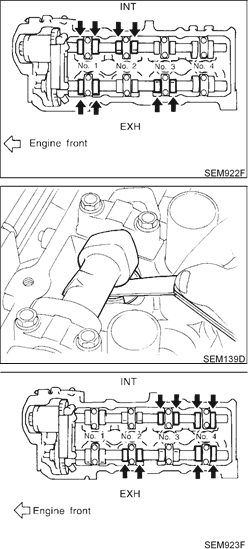 INT
No. 1 No. 2 No. 3 No. 4
EXH
Engine front
SEM922F
SEM139D
INT
No. 1 No. 2 No. 3 No. 4
EXH
Engine front
SEM923F